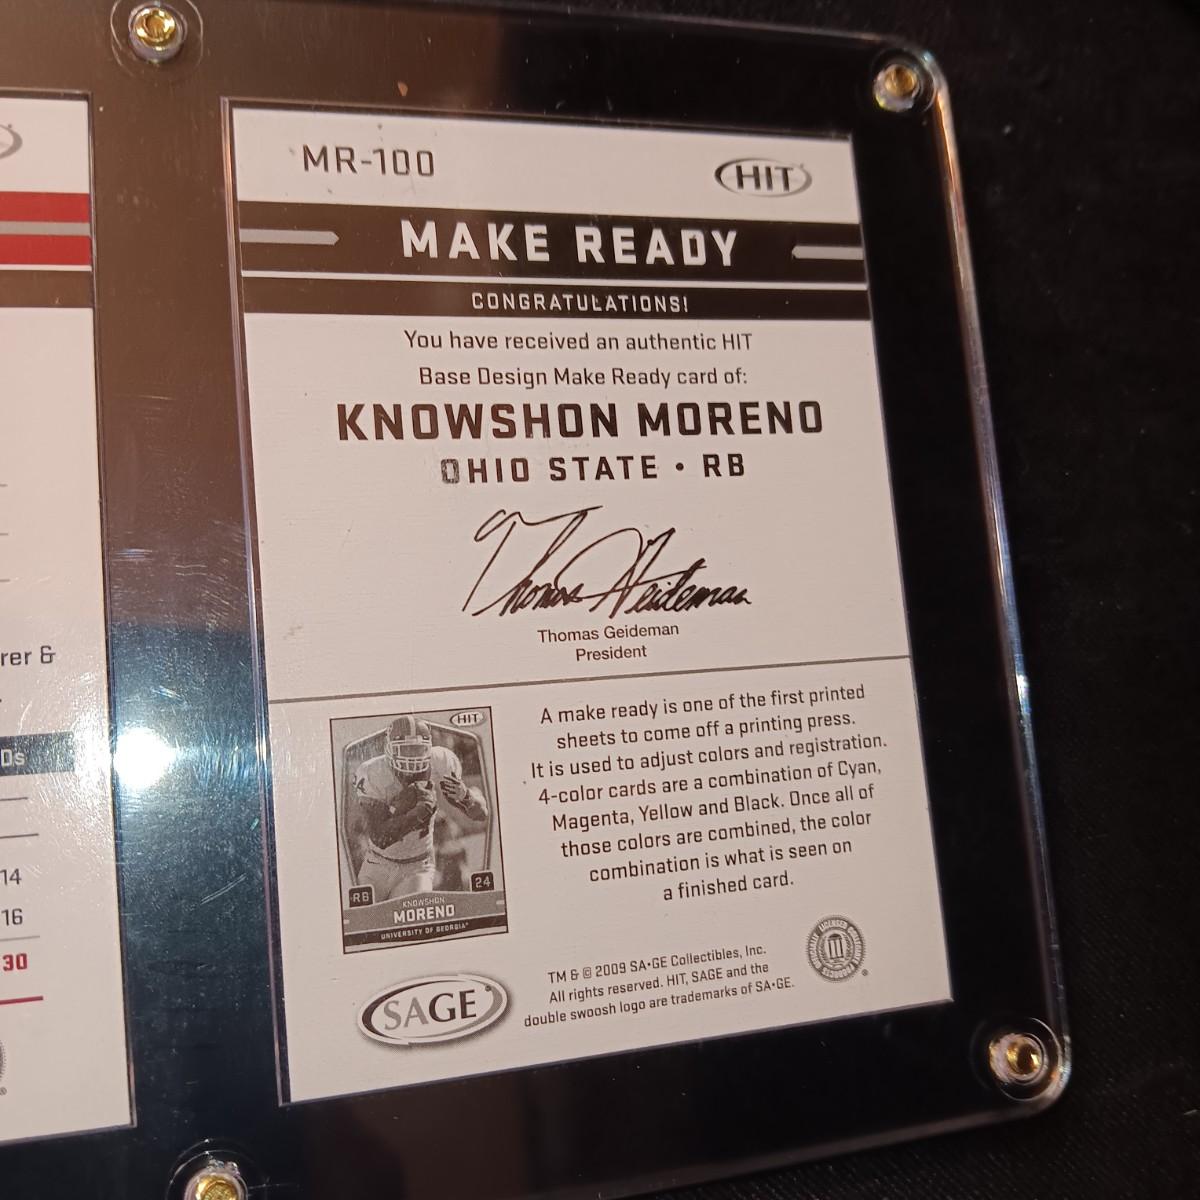 MR-100
HIT
MAKE READY
CONGRATULATIONS!
You have received an authentic HIT
Base Design Make Ready card of:
KNOWSHON MORENO
OHIO STATE • RB
Thomas Geideman
Thomas Geideman
President
HIT
RB
24
KNOWSHON
MORENO
UNIVERSITY OF GEORGIA
A make ready is one of the first printed
sheets to come off a printing press.
It is used to adjust colors and registration.
4-color cards are a combination of Cyan,
Magenta, Yellow and Black. Once all of
those colors are combined, the color
combination is what is seen on
a finished card.
SAGE
TM & © 2009 SA•GE Collectibles, Inc.
All rights reserved. HIT, SAGE and the
double swoosh logo are trademarks of SA•GE.
rer &
Ds
14
16
30